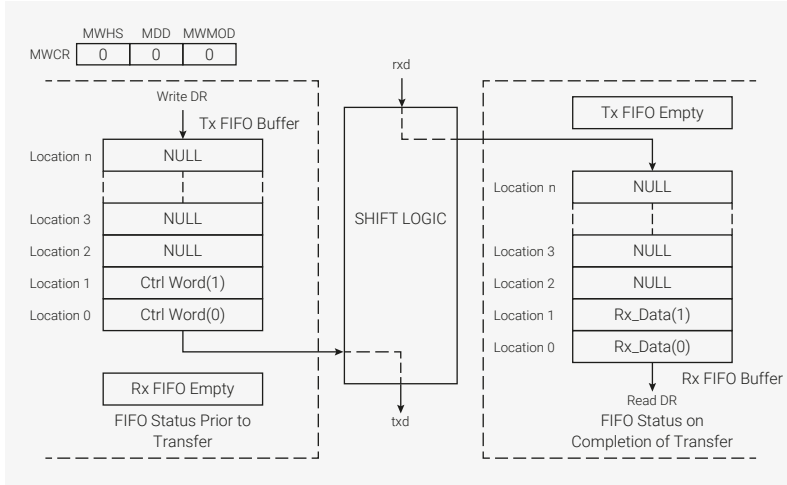 MWHS MDD MWMOD
MWCR 0 0 0
Write DR
Tx FIFO Buffer
Location n NULL
Location 3 NULL
Location 2 NULL
Location 1 Ctrl Word(1)
Location 0 Ctrl Word(0)
Rx FIFO Empty
FIFO Status Prior to
Transfer
rxd
SHIFT LOGIC
txd
Tx FIFO Empty
Location n NULL
Location 3 NULL
Location 2 NULL
Location 1 Rx_Data(1)
Location 0 Rx_Data(0)
Rx FIFO Buffer
Read DR
FIFO Status on
Completion of Transfer